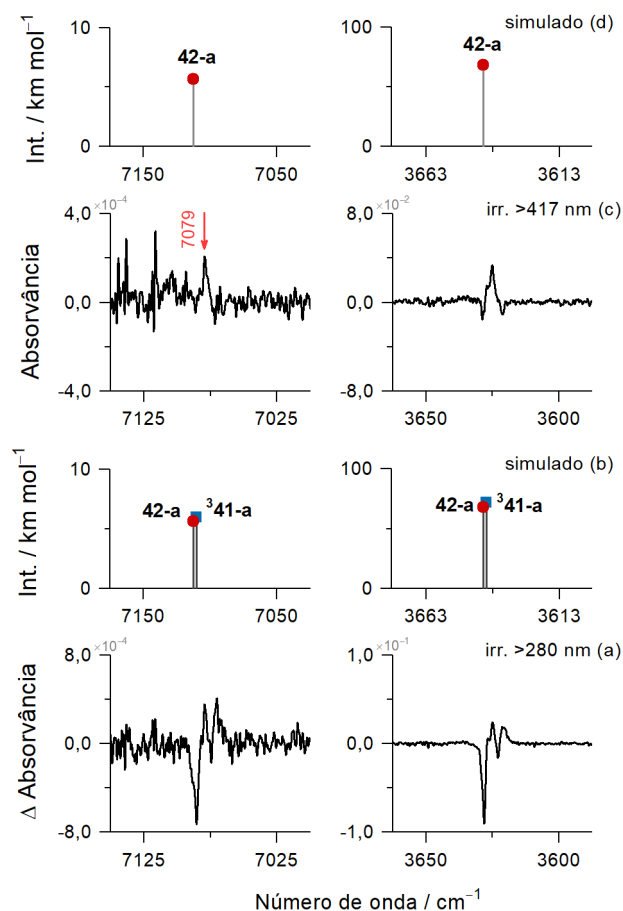 Int. / km mol⁻¹
10
0
7150
7050
42-a
100
0
3663
3613
simulado (d)
42-a
Absorvância
×10⁻⁴
4,0
0,0
-4,0
7125
7025
7079
8,0
×10⁻²
0,0
-8,0
3650
3600
irr. >417 nm (c)
Int. / km mol⁻¹
10
0
7150
7050
42-a
³41-a
100
0
3663
3613
simulado (b)
42-a
³41-a
Δ Absorvância
8,0
×10⁻⁴
0,0
-8,0
7125
7025
1,0
×10⁻¹
0,0
-1,0
3650
3600
irr. >280 nm (a)
Número de onda / cm⁻¹